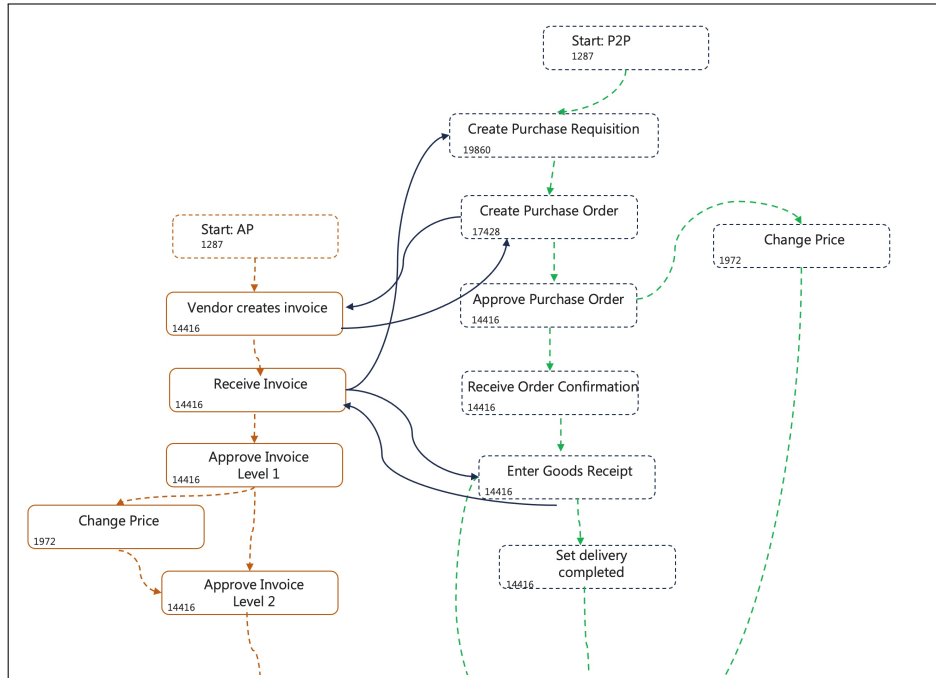 Start: P2P
1287
Create Purchase Requisition
19860
Create Purchase Order
17428
Start: AP
1287
Change Price
1972
Vendor creates invoice
14416
Approve Purchase Order
14416
Receive Invoice
14416
Receive Order Confirmation
14416
Approve Invoice
Level 1
14416
Enter Goods Receipt
14416
Change Price
1972
Set delivery
completed
14416
Approve Invoice
Level 2
14416